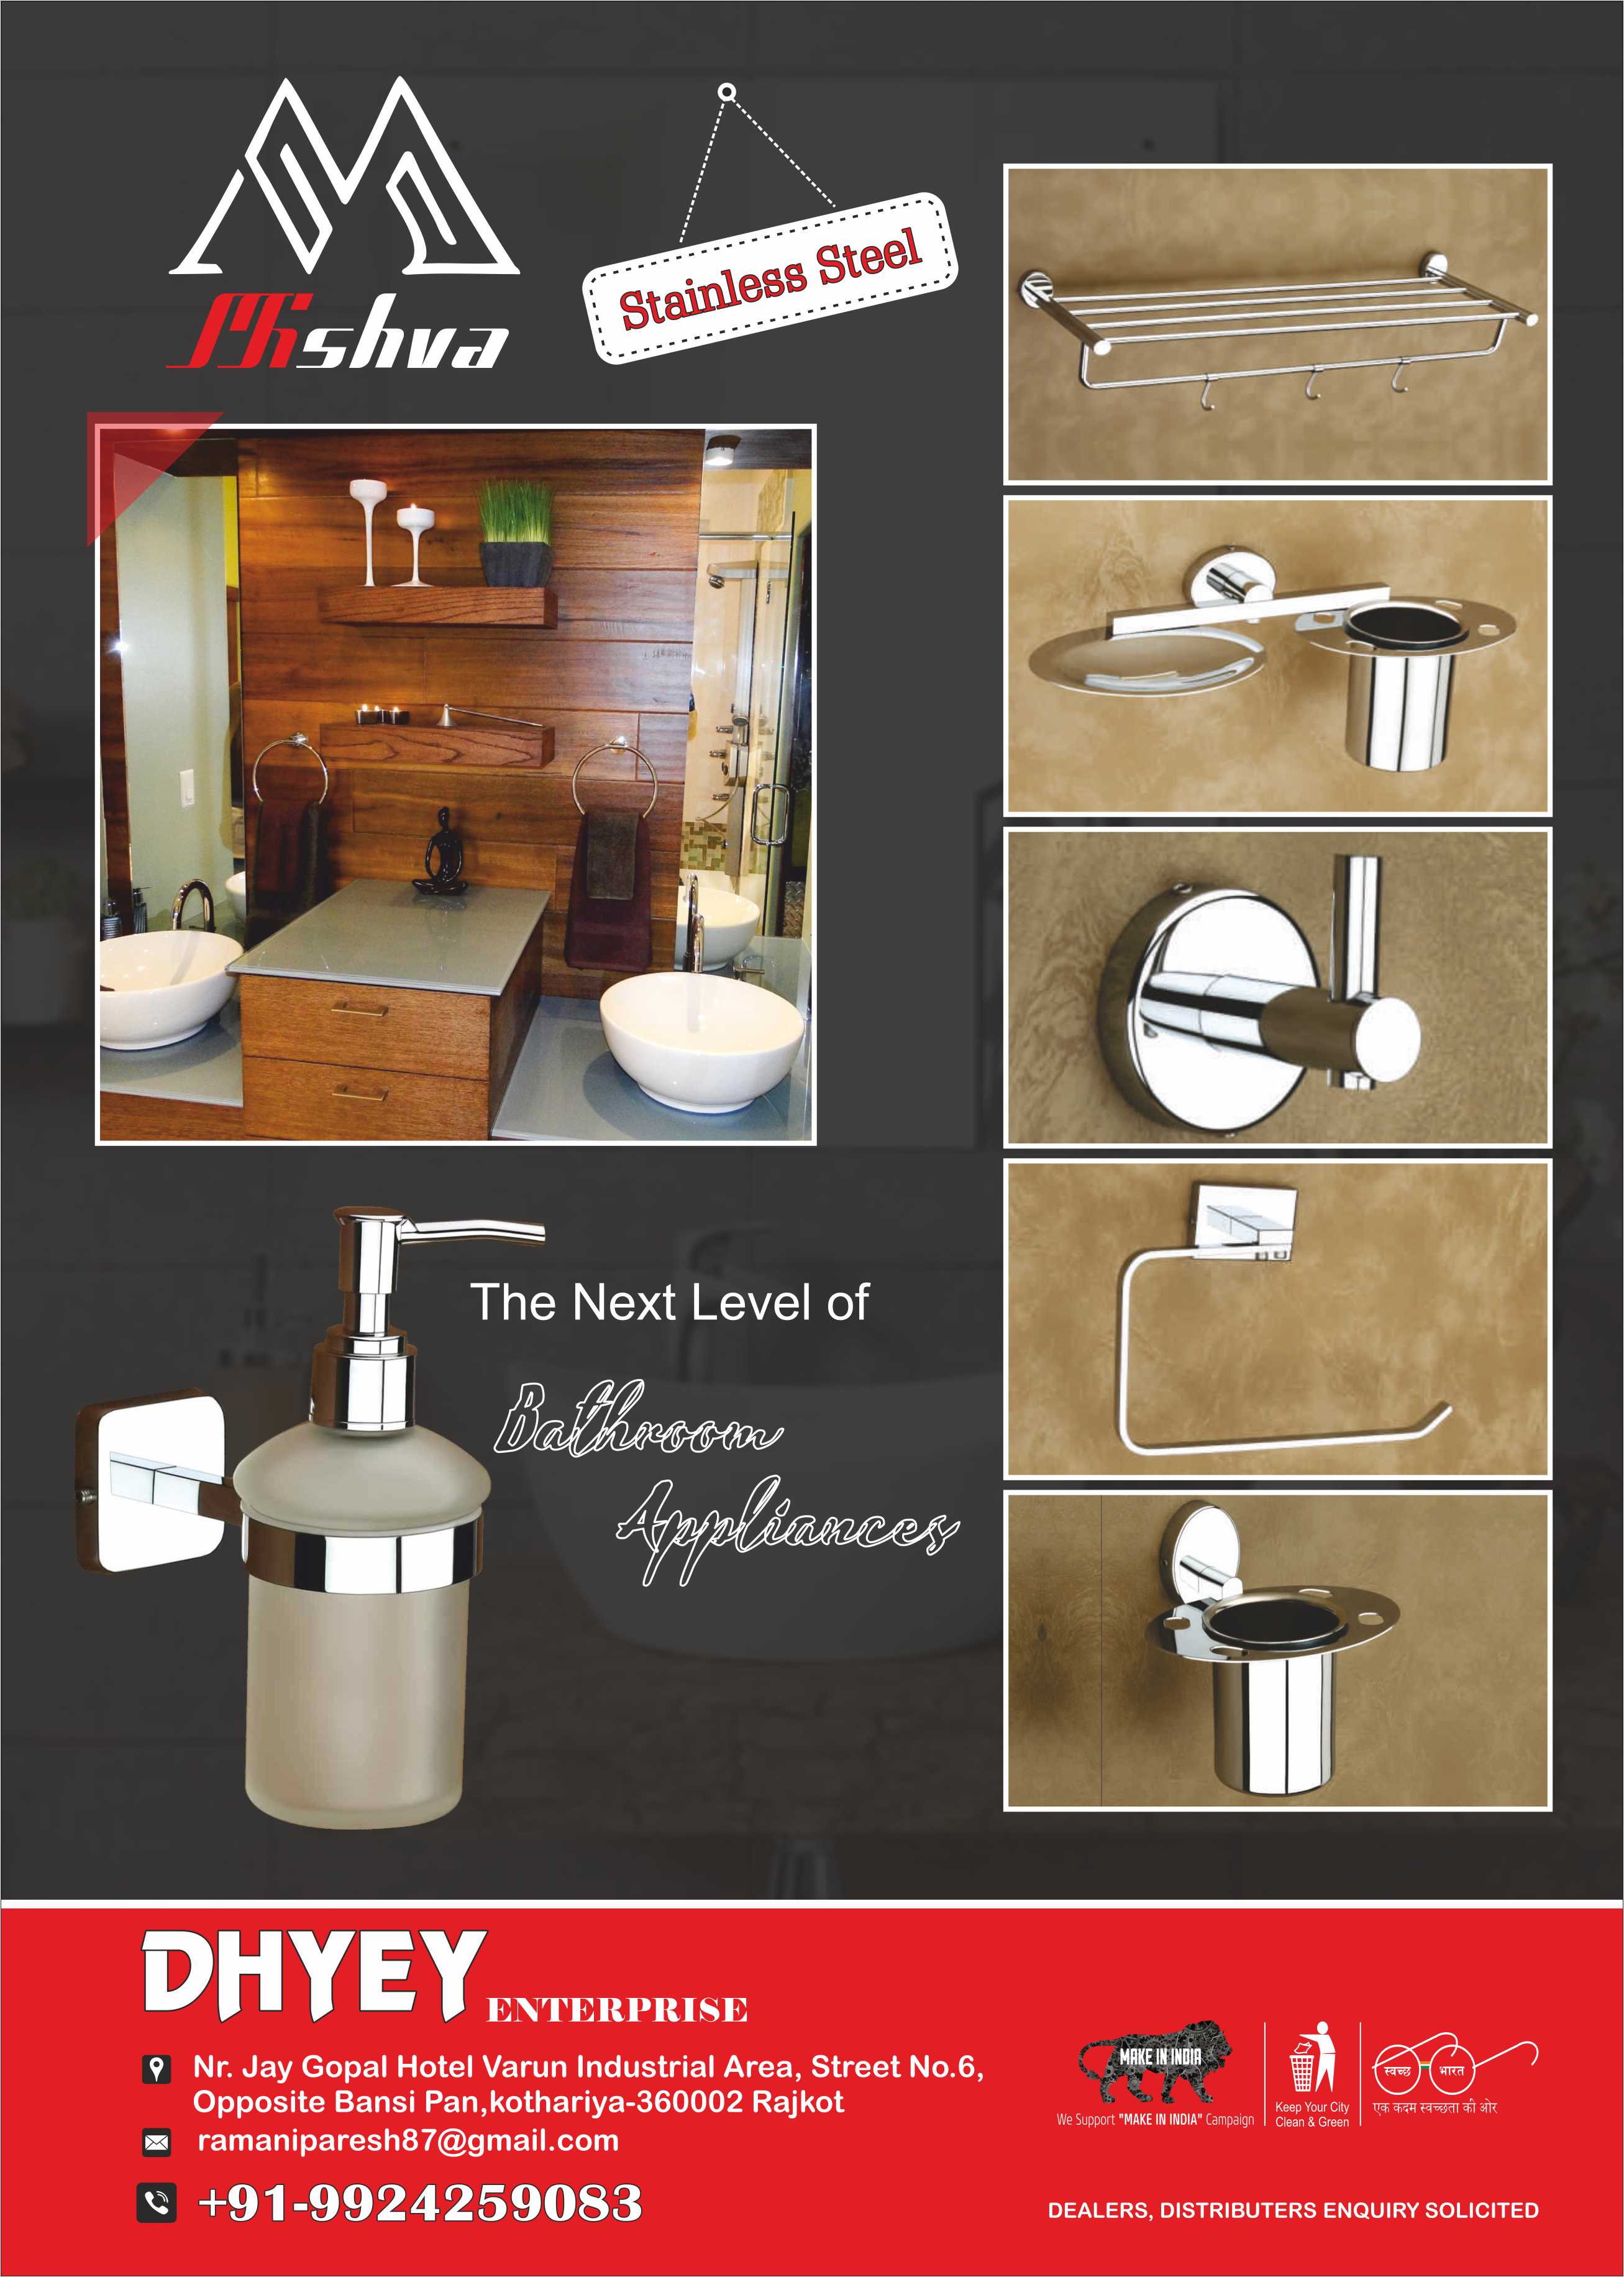 Mishva
Stainless Steel
The Next Level of
Bathroom
Appliances
DHYEY
ENTERPRISE
Nr. Jay Gopal Hotel Varun Industrial Area, Street No.6,
Opposite Bansi Pan,kothariya-360002 Rajkot
ramaniparesh87@gmail.com
+91-9924259083
MAKE IN INDIA
We Support "MAKE IN INDIA" Campaign
Keep Your City
Clean & Green
स्वच्छ भारत
एक कदम स्वच्छता की ओर
DEALERS, DISTRIBUTERS ENQUIRY SOLICITED